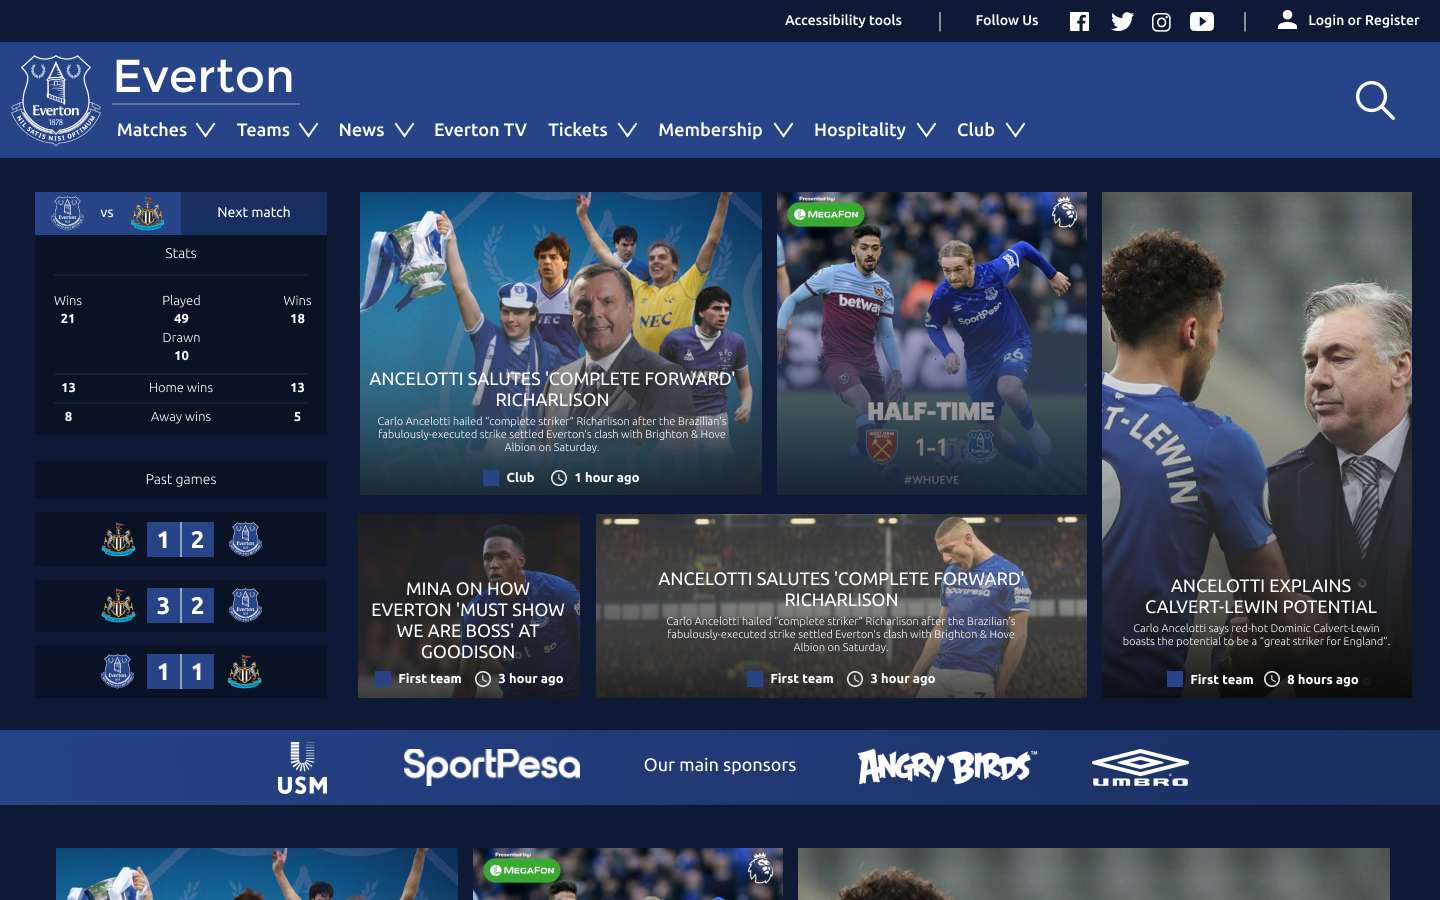 Accessibility tools
Follow Us
Login or Register
Everton
Everton
1878
NIL SATIS NISI OPTIMUM
Matches
Teams
News
Everton TV
Tickets
Membership
Hospitality
Club
vs
Next match
Stats
Wins
Played
Wins
21
49
18
Drawn
10
13
Home wins
13
8
Away wins
5
Past games
1 2
3 2
1 1
ANCELOTTI SALUTES 'COMPLETE FORWARD'
RICHARLISON
Carlo Ancelotti hailed “complete striker” Richarlison after the Brazilian’s
fabulously-executed strike settled Everton’s clash with Brighton & Hove
Albion on Saturday.
Club
1 hour ago
NEC
NEC
Presented by:
MEGAFON
betway
SportPesa
26
HALF-TIME
1-1
#WHUEVE
T-LEWIN
ANCELOTTI EXPLAINS
CALVERT-LEWIN POTENTIAL
Carlo Ancelotti says red-hot Dominic Calvert-Lewin
boasts the potential to be a “great striker for England”.
First team
8 hours ago
MINA ON HOW
EVERTON 'MUST SHOW
WE ARE BOSS' AT
GOODISON
First team
3 hour ago
ANCELOTTI SALUTES 'COMPLETE FORWARD'
RICHARLISON
Carlo Ancelotti hailed “complete striker” Richarlison after the Brazilian’s
fabulously-executed strike settled Everton’s clash with Brighton & Hove
Albion on Saturday.
First team
3 hour ago
USM
SportPesa
Our main sponsors
ANGRY BIRDS™
UMBRO
Presented by:
MEGAFON